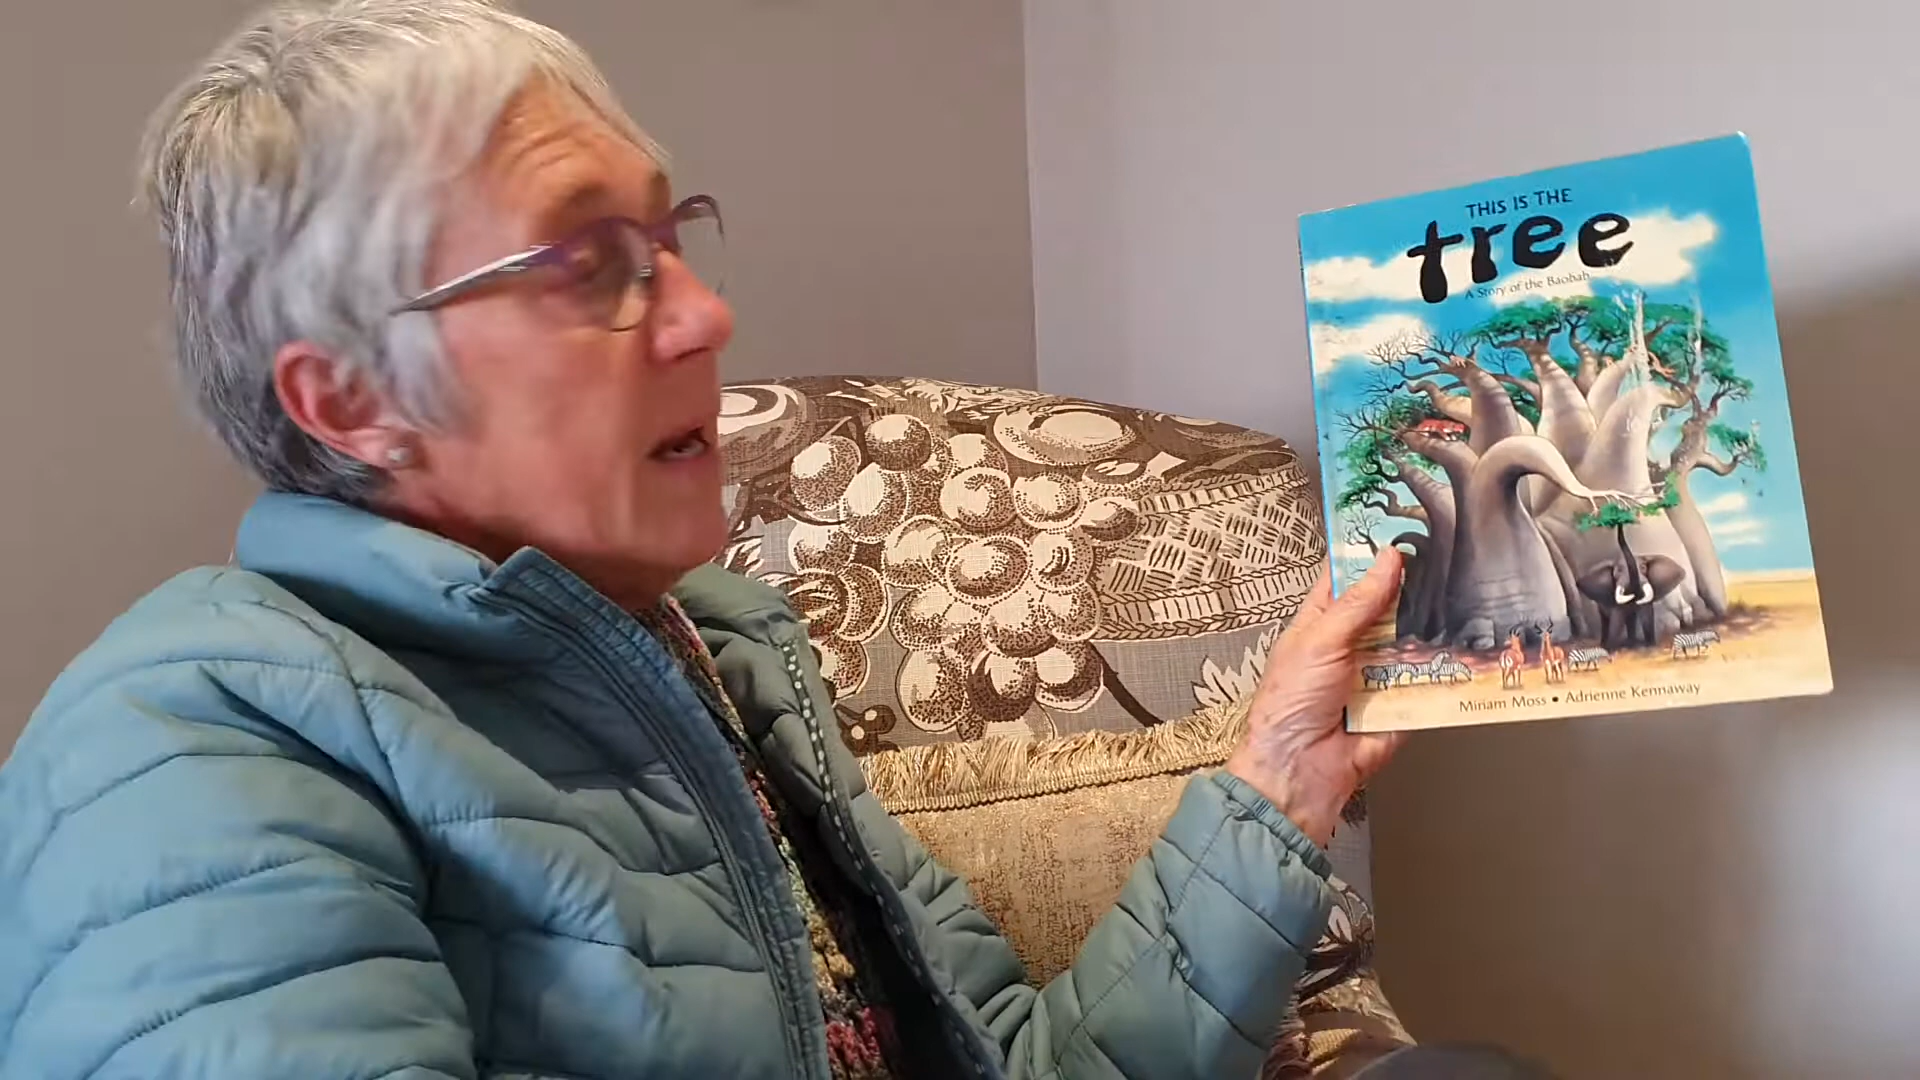 THIS IS THE
tree
A Story of the Baobab
Miriam Moss • Adrienne Kennaway